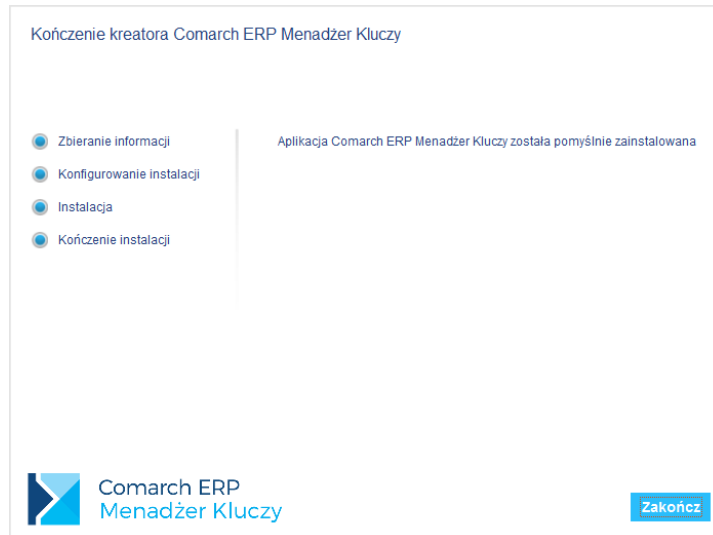 Kończenie kreatora Comarch ERP Menadżer Kluczy
Zbieranie informacji
Konfigurowanie instalacji
Instalacja
Kończenie instalacji
Aplikacja Comarch ERP Menadżer Kluczy została pomyślnie zainstalowana
Comarch ERP
Menadżer Kluczy
Zakończ